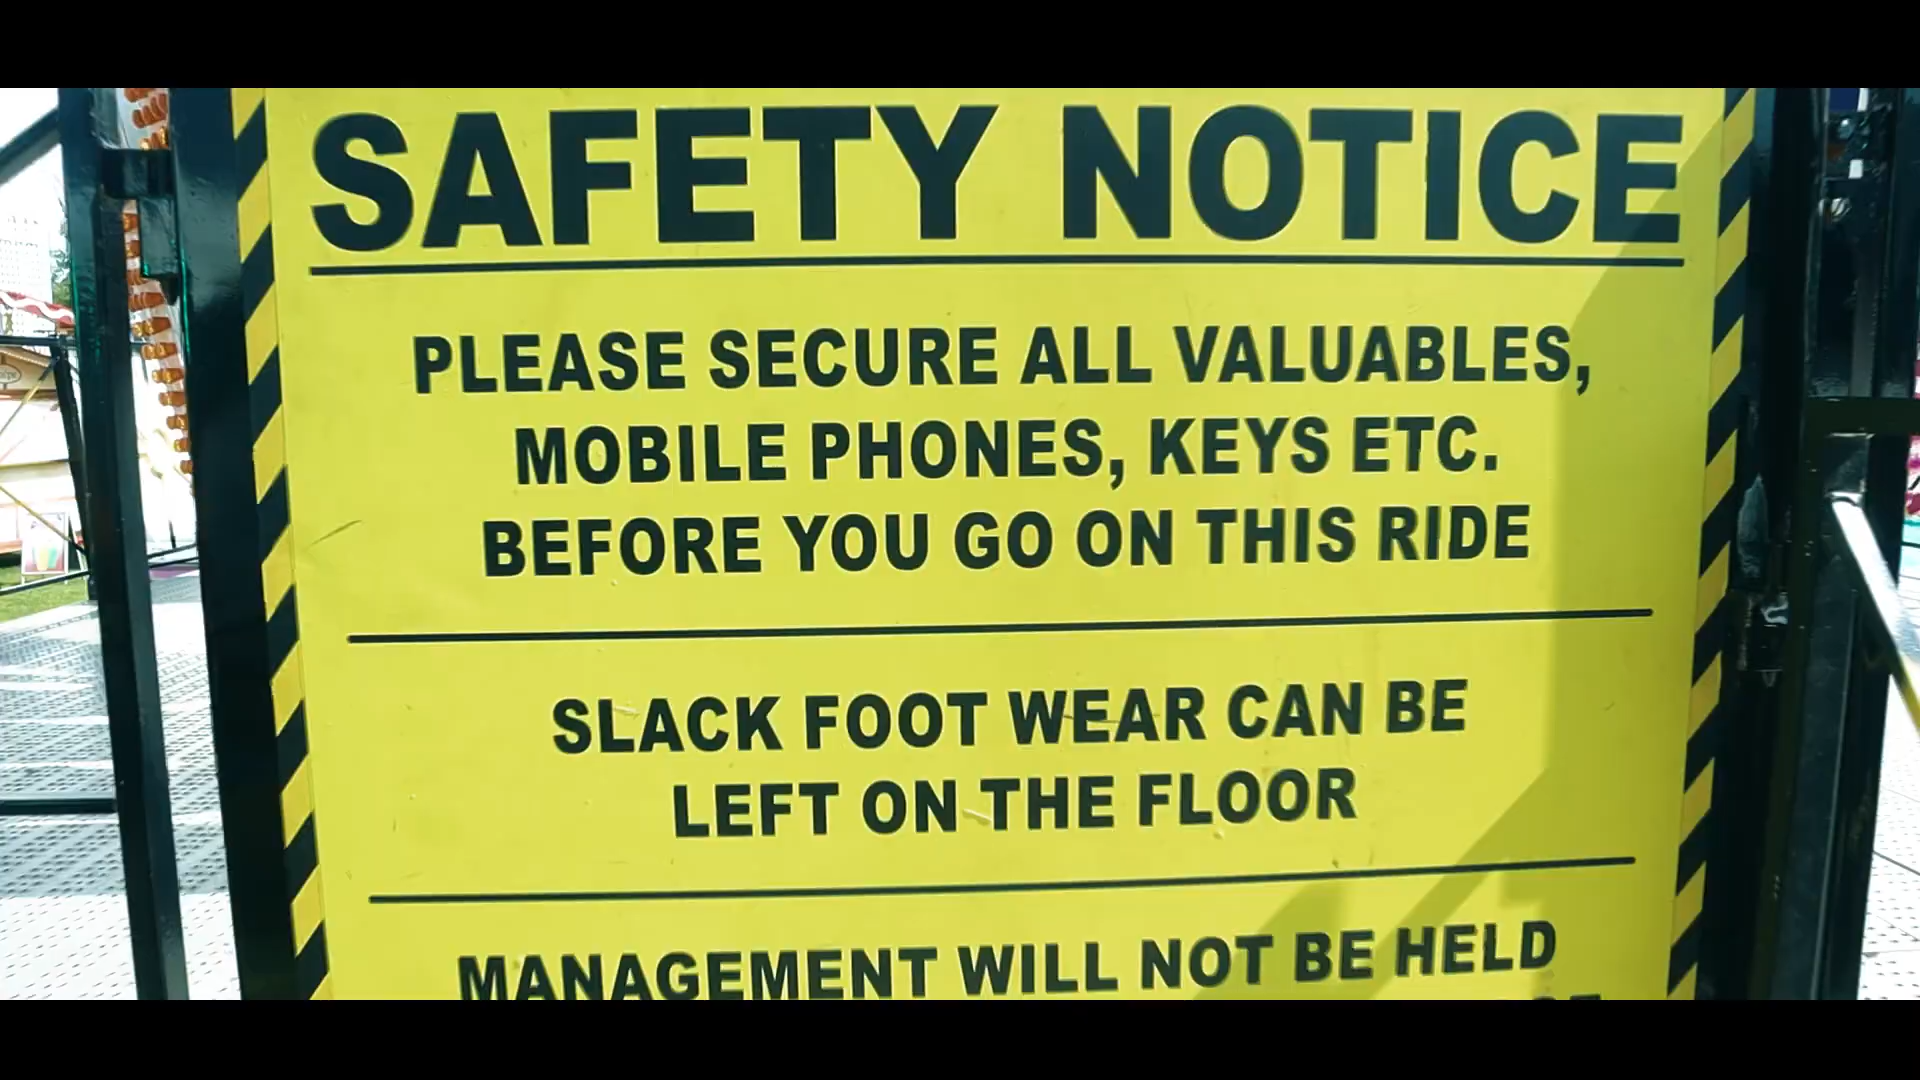 SAFETY NOTICE
PLEASE SECURE ALL VALUABLES,
MOBILE PHONES, KEYS ETC.
BEFORE YOU GO ON THIS RIDE
SLACK FOOT WEAR CAN BE
LEFT ON THE FLOOR
MANAGEMENT WILL NOT BE HELD